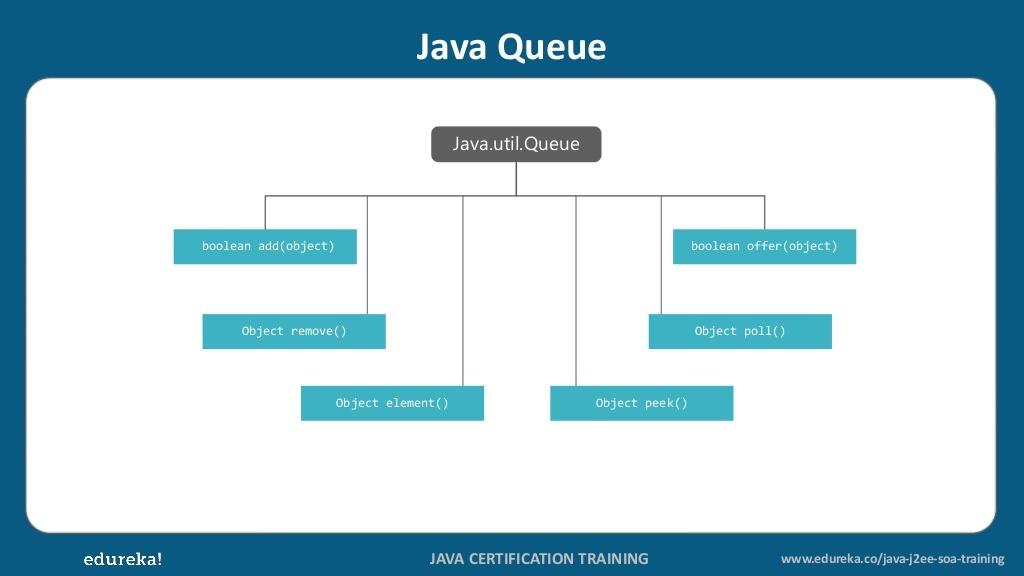 Java Queue
Java.util.Queue
boolean add(object)
boolean offer(object)
Object remove()
Object poll()
Object element()
Object peek()
edureka!
JAVA CERTIFICATION TRAINING
www.edureka.co/java-j2ee-soa-training